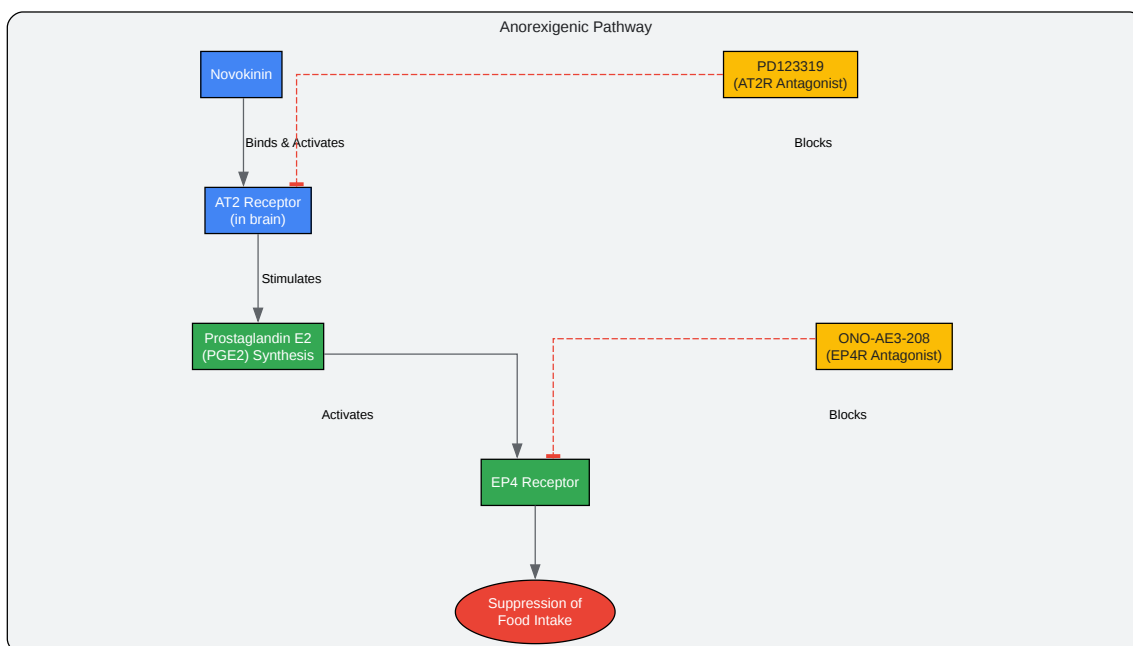 Anorexigenic Pathway
Novokinin
PD123319
(AT2R Antagonist)
Binds & Activates
Blocks
AT2 Receptor
(in brain)
Stimulates
Prostaglandin E2
(PGE2) Synthesis
ONO-AE3-208
(EP4R Antagonist)
Activates
Blocks
EP4 Receptor
Suppression of
Food Intake